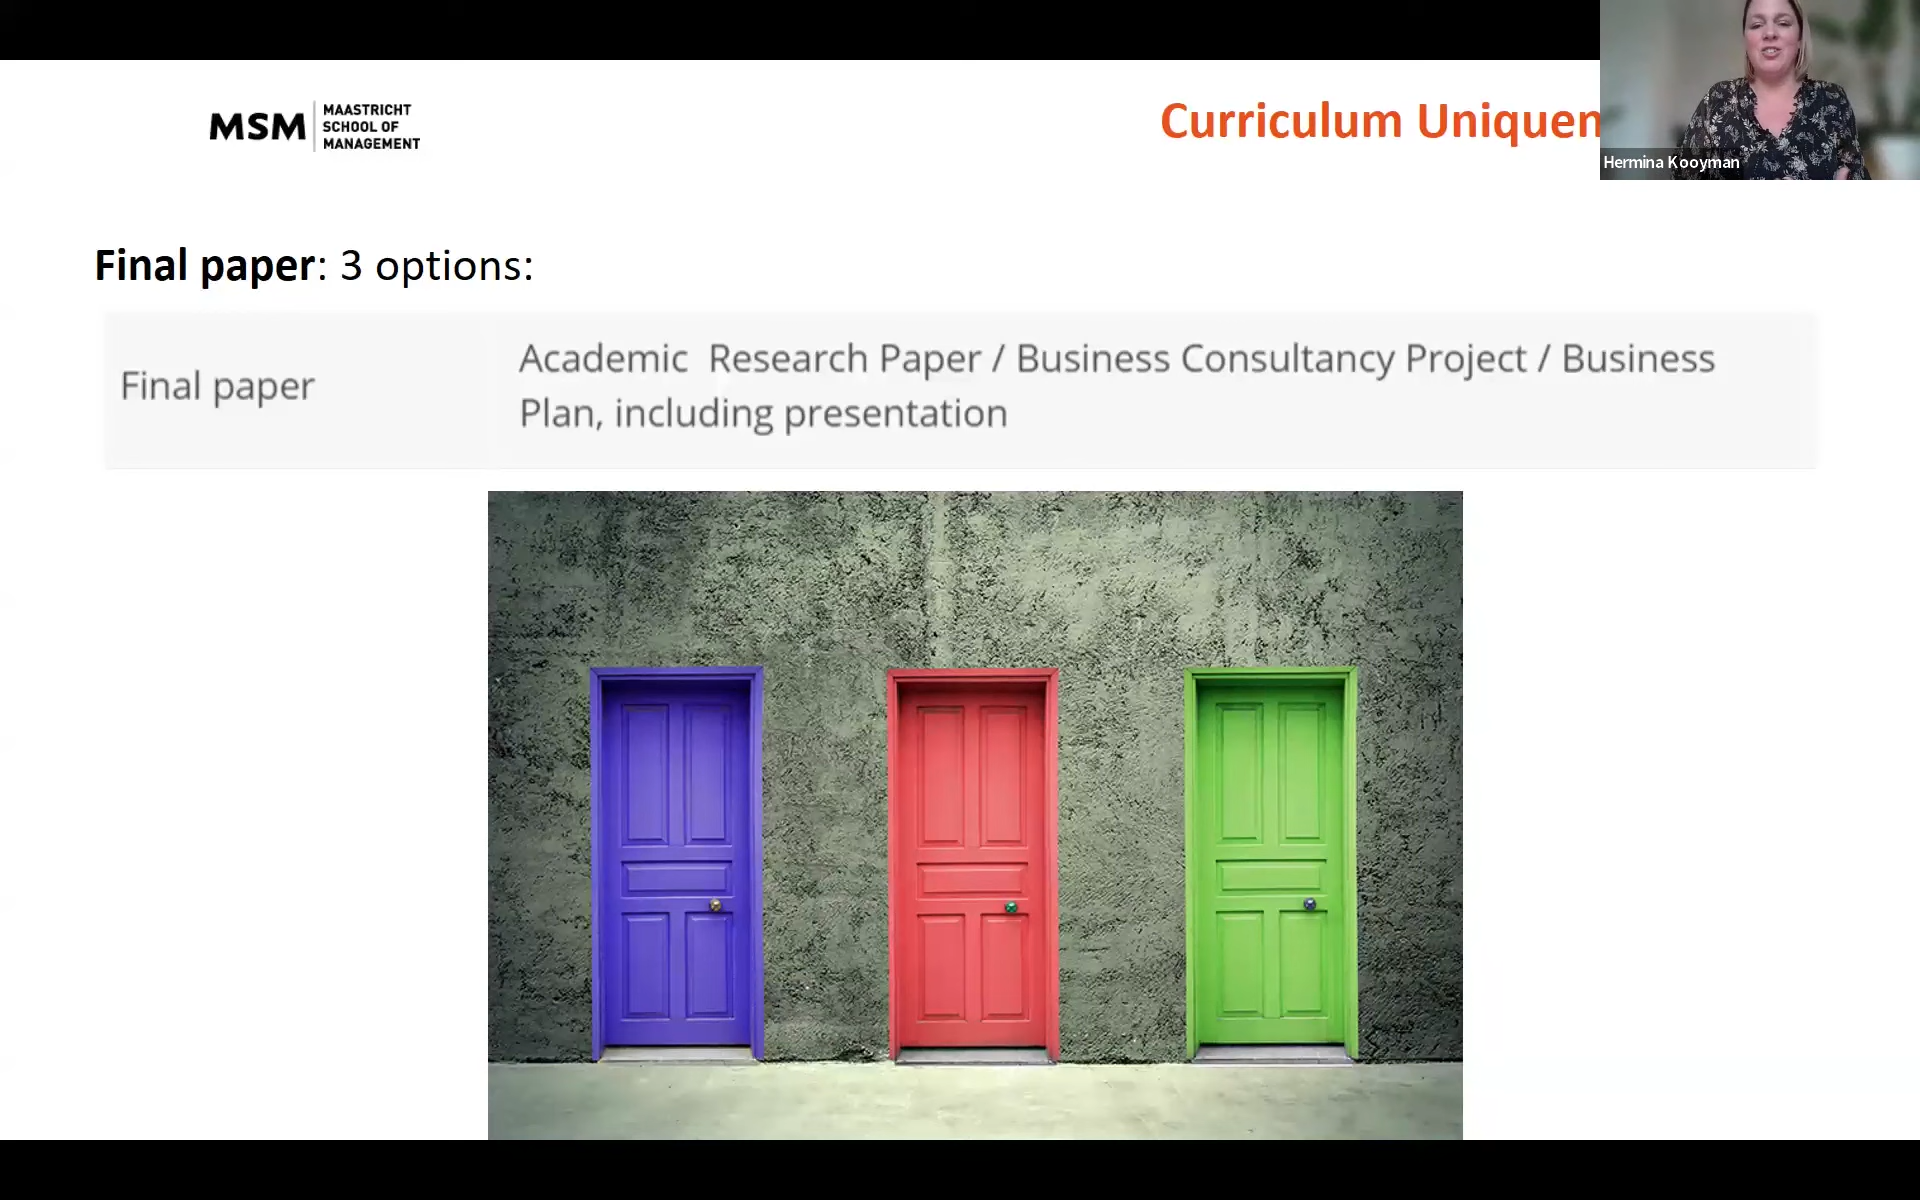 MSM
MAASTRICHT
SCHOOL OF
MANAGEMENT
Curriculum Uniquen
Hermina Kooyman
Final paper: 3 options:
Final paper
Academic  Research Paper / Business Consultancy Project / Business
Plan, including presentation